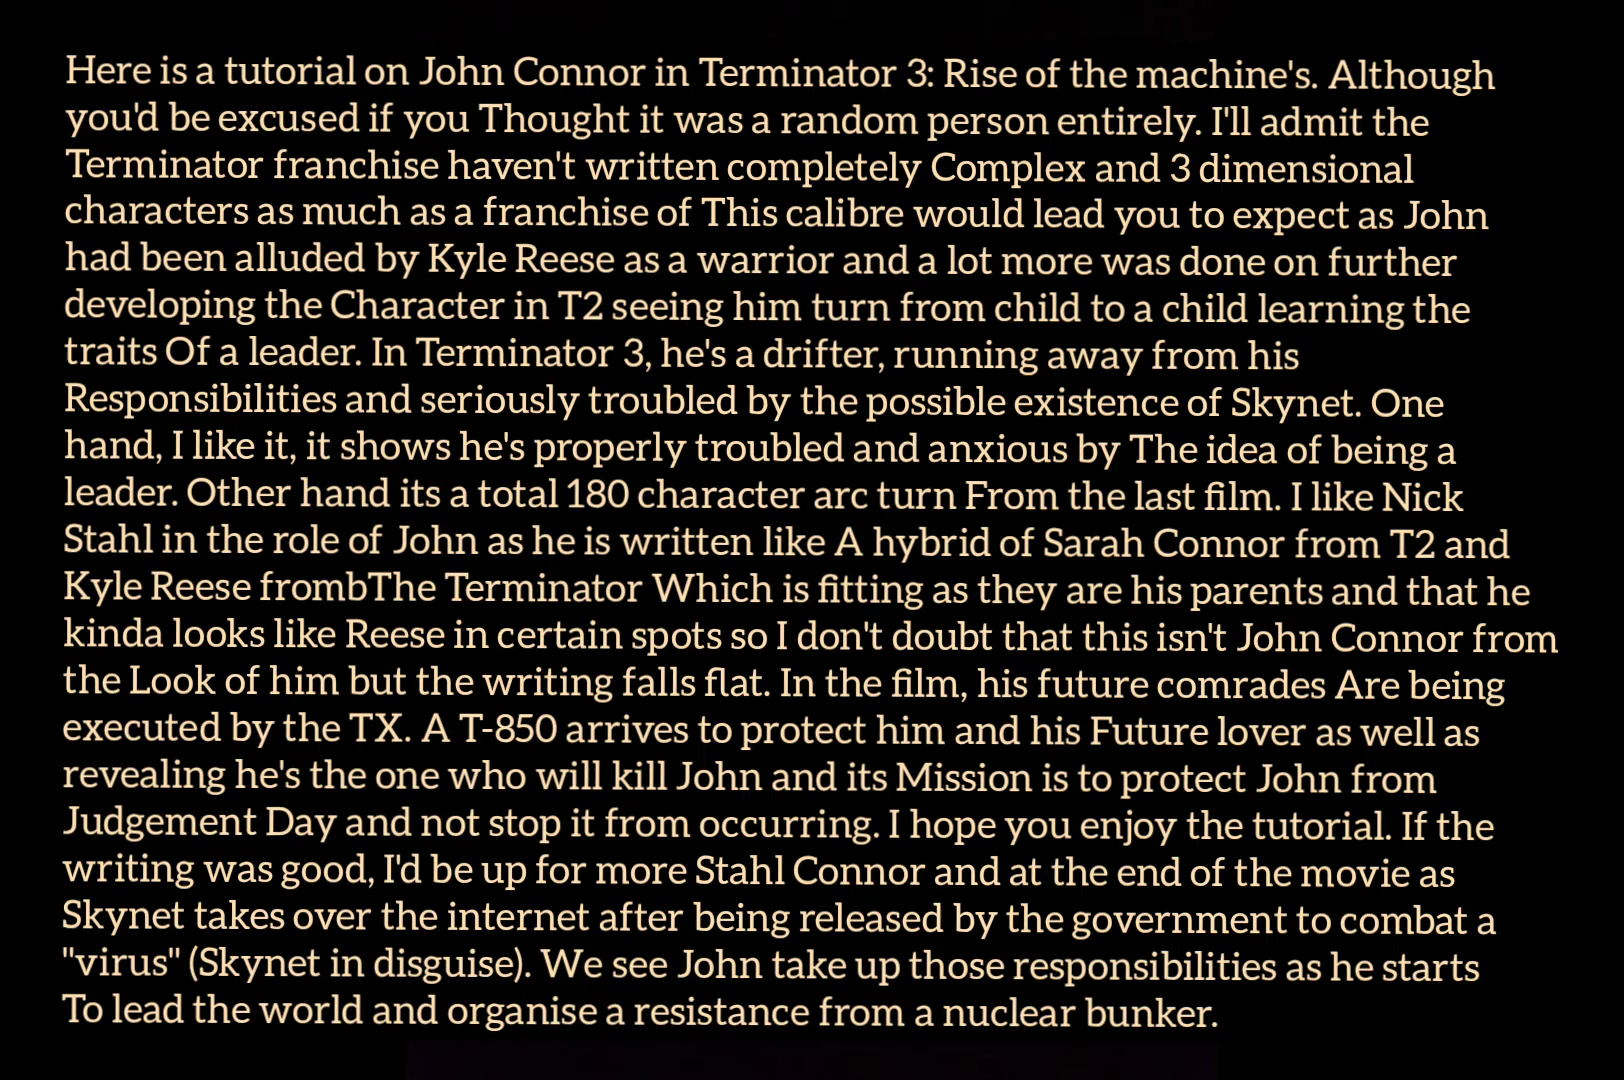 Here is a tutorial on John Connor in Terminator 3: Rise of the machine's. Although
you'd be excused if you Thought it was a random person entirely. I'll admit the
Terminator franchise haven't written completely Complex and 3 dimensional
characters as much as a franchise of This calibre would lead you to expect as John
had been alluded by Kyle Reese as a warrior and a lot more was done on further
developing the Character in T2 seeing him turn from child to a child learning the
traits Of a leader. In Terminator 3, he's a drifter, running away from his
Responsibilities and seriously troubled by the possible existence of Skynet. One
hand, I like it, it shows he's properly troubled and anxious by The idea of being a
leader. Other hand its a total 180 character arc turn From the last film. I like Nick
Stahl in the role of John as he is written like A hybrid of Sarah Connor from T2 and
Kyle Reese frombThe Terminator Which is fitting as they are his parents and that he
kinda looks like Reese in certain spots so I don't doubt that this isn't John Connor from
the Look of him but the writing falls flat. In the film, his future comrades Are being
executed by the TX. A T-850 arrives to protect him and his Future lover as well as
revealing he's the one who will kill John and its Mission is to protect John from
Judgement Day and not stop it from occurring. I hope you enjoy the tutorial. If the
writing was good, I'd be up for more Stahl Connor and at the end of the movie as
Skynet takes over the internet after being released by the government to combat a
"virus" (Skynet in disguise). We see John take up those responsibilities as he starts
To lead the world and organise a resistance from a nuclear bunker.